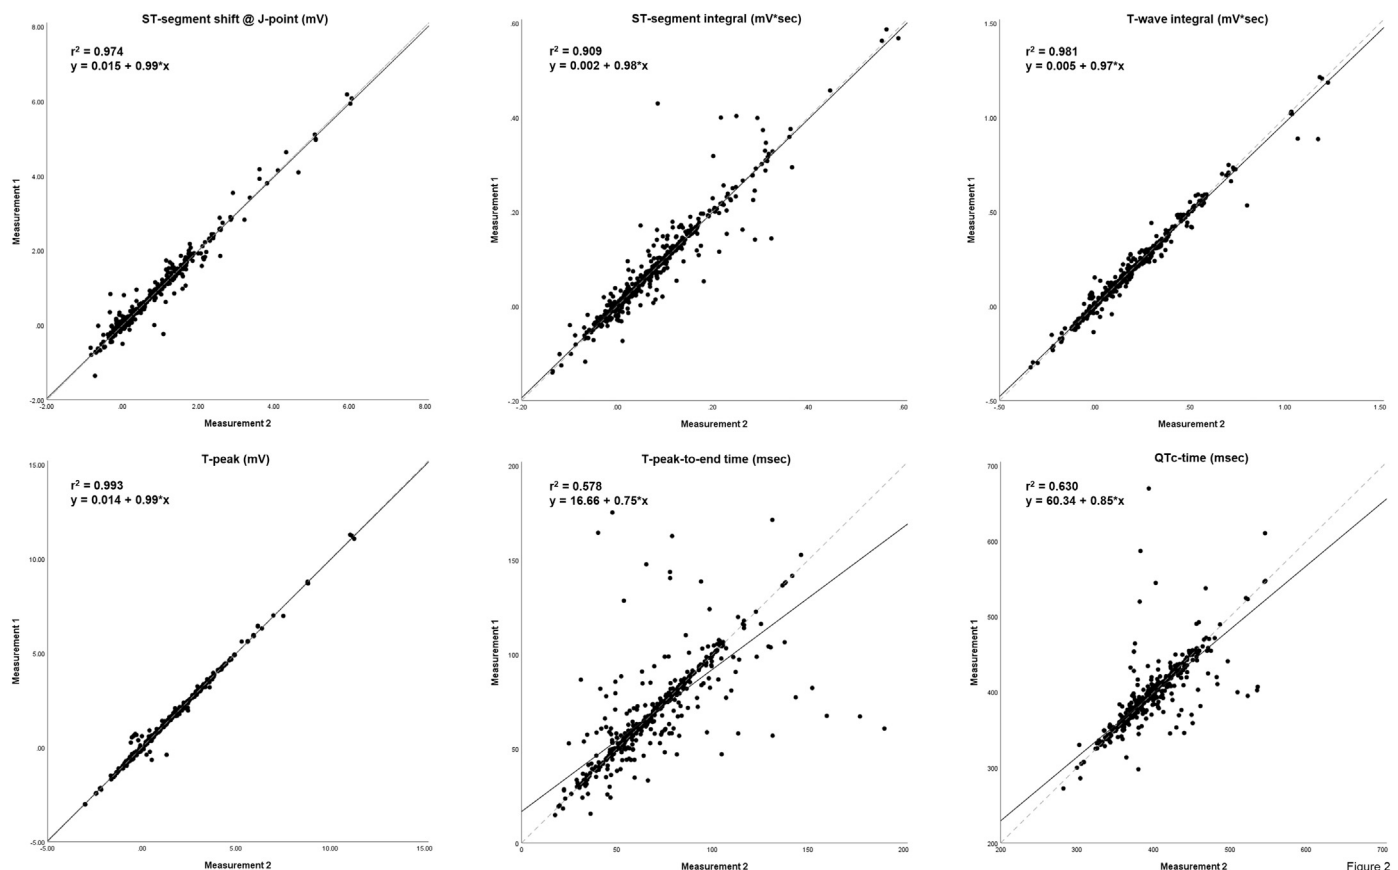 ST-segment shift @ J-point (mV)
r² = 0.974
y = 0.015 + 0.99*x
8.00
6.00
4.00
2.00
.00
-2.00
-2.00 .00 2.00 4.00 6.00 8.00
Measurement 1
Measurement 2
ST-segment integral (mV*sec)
r² = 0.909
y = 0.002 + 0.98*x
.60
.40
.20
.00
-.20
-.20 .00 .20 .40 .60
Measurement 1
Measurement 2
T-wave integral (mV*sec)
r² = 0.981
y = 0.005 + 0.97*x
1.50
1.00
.50
.00
-.50
-.50 .00 .50 1.00 1.50
Measurement 1
Measurement 2
T-peak (mV)
r² = 0.993
y = 0.014 + 0.99*x
15.00
10.00
5.00
.00
-5.00
-5.00 .00 5.00 10.00 15.00
Measurement 1
Measurement 2
T-peak-to-end time (msec)
r² = 0.578
y = 16.66 + 0.75*x
200
150
100
50
0
0 50 100 150 200
Measurement 1
Measurement 2
QTc-time (msec)
r² = 0.630
y = 60.34 + 0.85*x
700
600
500
400
300
200
200 300 400 500 600 700
Measurement 1
Measurement 2
Figure 2